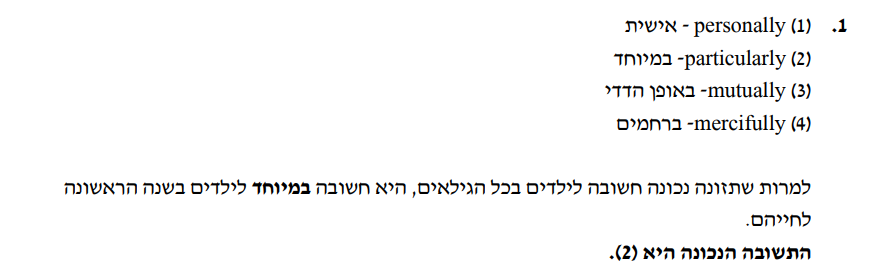 1. (1) personally - אישית
(2) particularly- במיוחד
(3) mutually- באופן הדדי
(4) mercifully- ברחמים
למרות שתזונה נכונה חשובה לילדים בכל הגילאים, היא חשובה במיוחד לילדים בשנה הראשונה
לחייהם.
התשובה הנכונה היא (2).